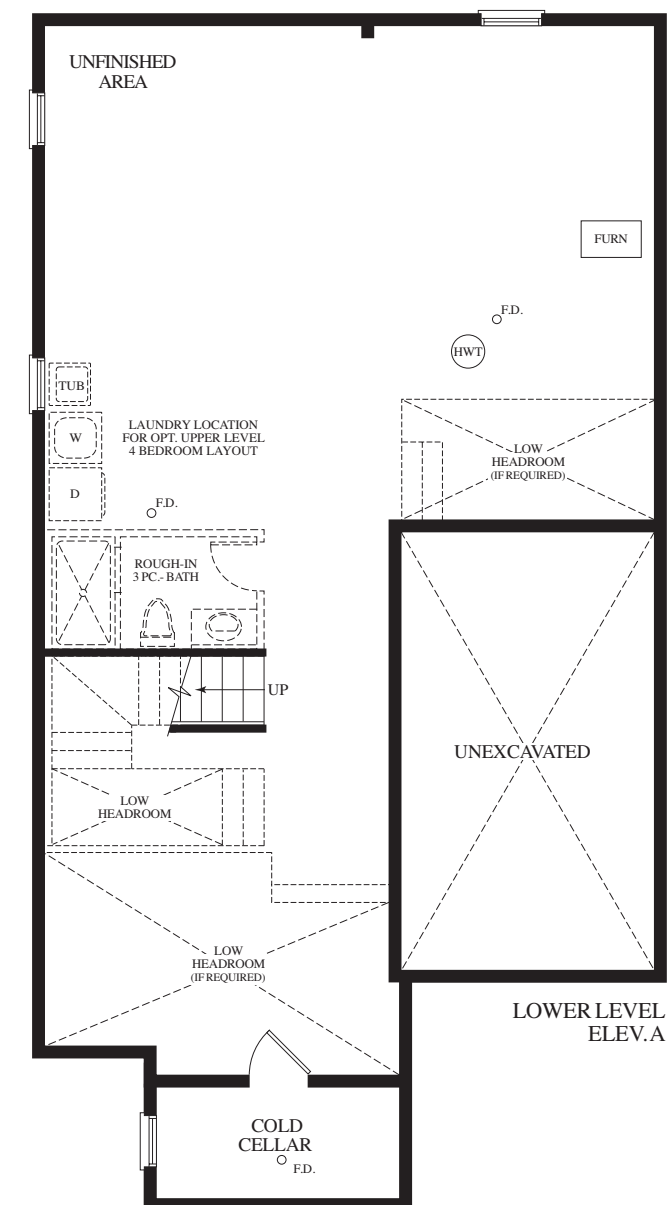 UNFINISHED
AREA
FURN
F.D.
HWT
TUB
W
D
LAUNDRY LOCATION
FOR OPT. UPPER LEVEL
4 BEDROOM LAYOUT
F.D.
LOW
HEADROOM
(IF REQUIRED)
ROUGH-IN
3 PC.- BATH
UP
UNEXCAVATED
LOW
HEADROOM
LOW
HEADROOM
(IF REQUIRED)
LOWER LEVEL
ELEV. A
COLD
CELLAR
F.D.